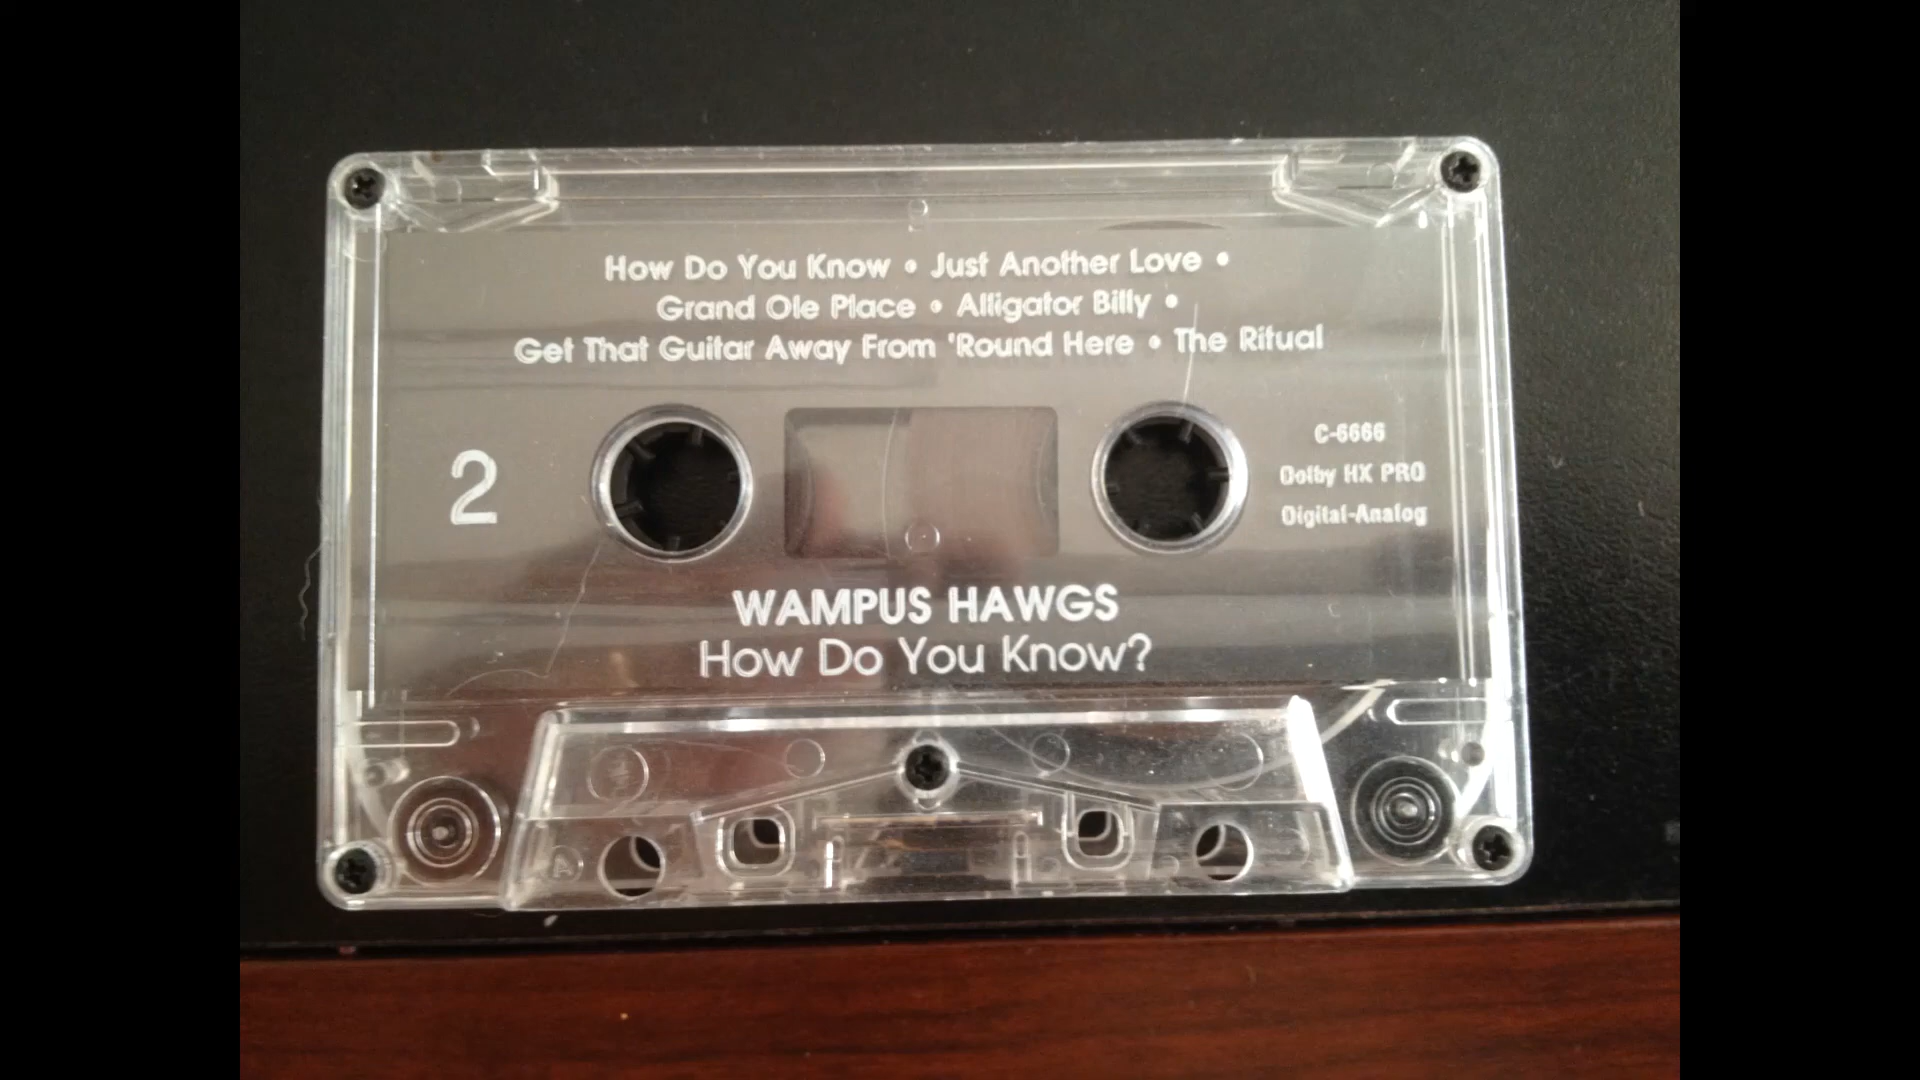 How Do You Know • Just Another Love •
Grand Ole Place • Alligator Billy •
Get That Guitar Away From 'Round Here • The Ritual
2
C-6666
Dolby HX PRO
Digital-Analog
WAMPUS HAWGS
How Do You Know?